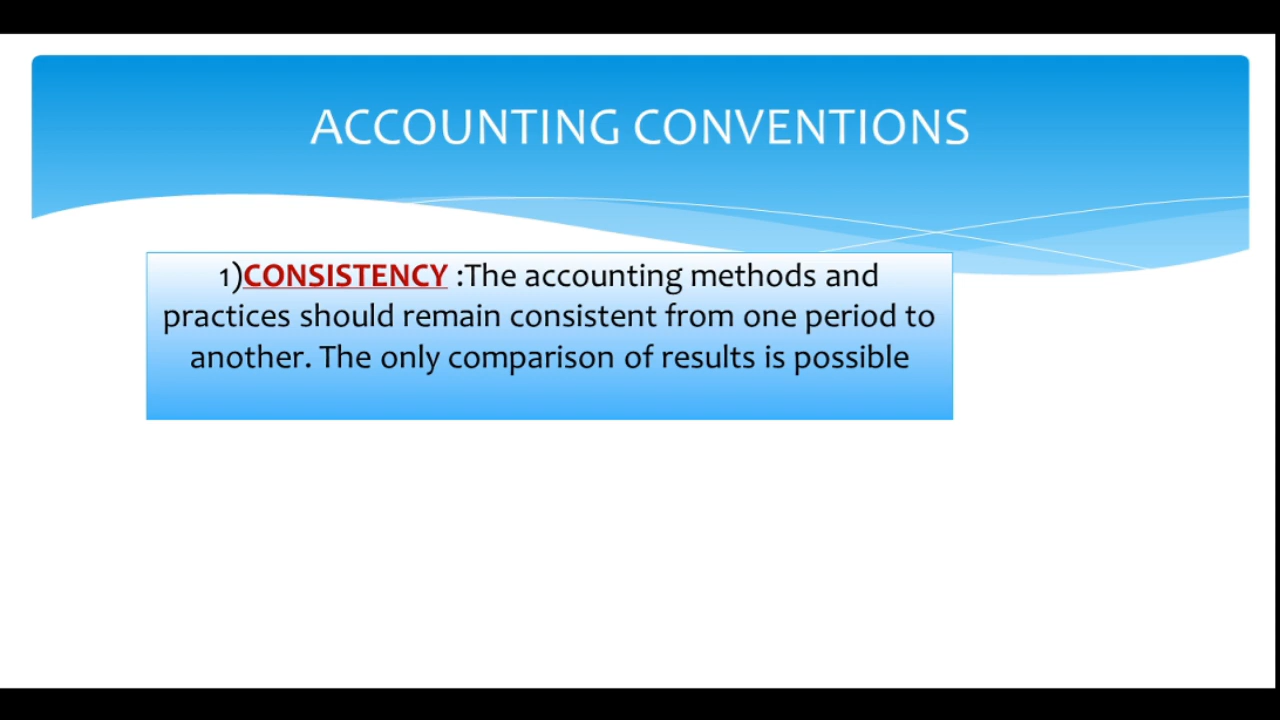 ACCOUNTING CONVENTIONS
1)CONSISTENCY :The accounting methods and
practices should remain consistent from one period to
another. The only comparison of results is possible